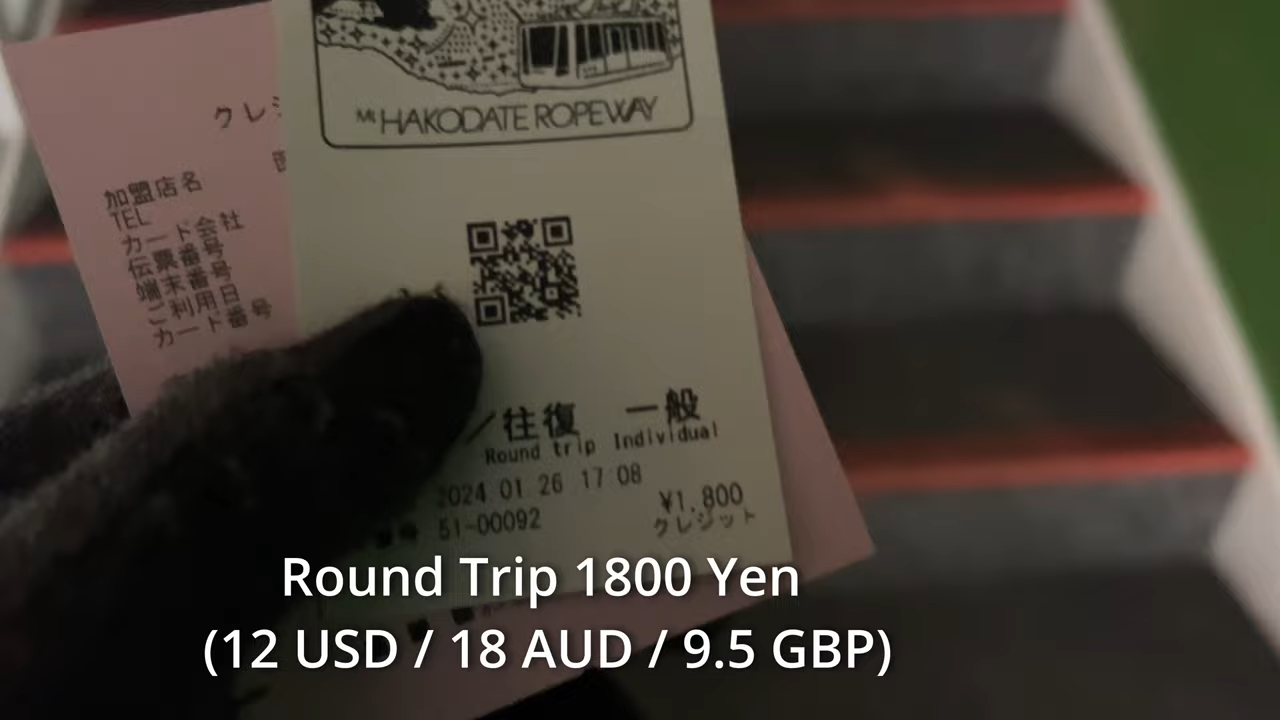 Mt. HAKODATE ROPEWAY
クレジ
加盟店名
TEL
カード会社
伝票番号
端末番号
ご利用日
カード番号
／往復 一般
Round trip Individual
2024 01 26 17:08
¥1,800
51-00092
クレジット
Round Trip 1800 Yen
(12 USD / 18 AUD / 9.5 GBP)